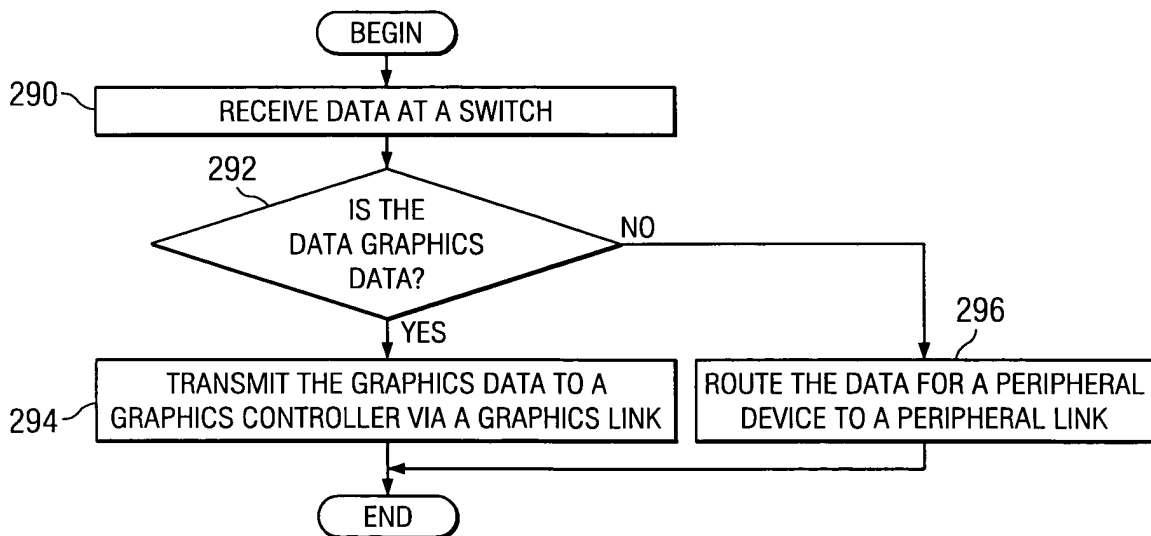 BEGIN
290
RECEIVE DATA AT A SWITCH
292
IS THE
DATA GRAPHICS
DATA?
NO
YES
296
294
TRANSMIT THE GRAPHICS DATA TO A
GRAPHICS CONTROLLER VIA A GRAPHICS LINK
ROUTE THE DATA FOR A PERIPHERAL
DEVICE TO A PERIPHERAL LINK
END